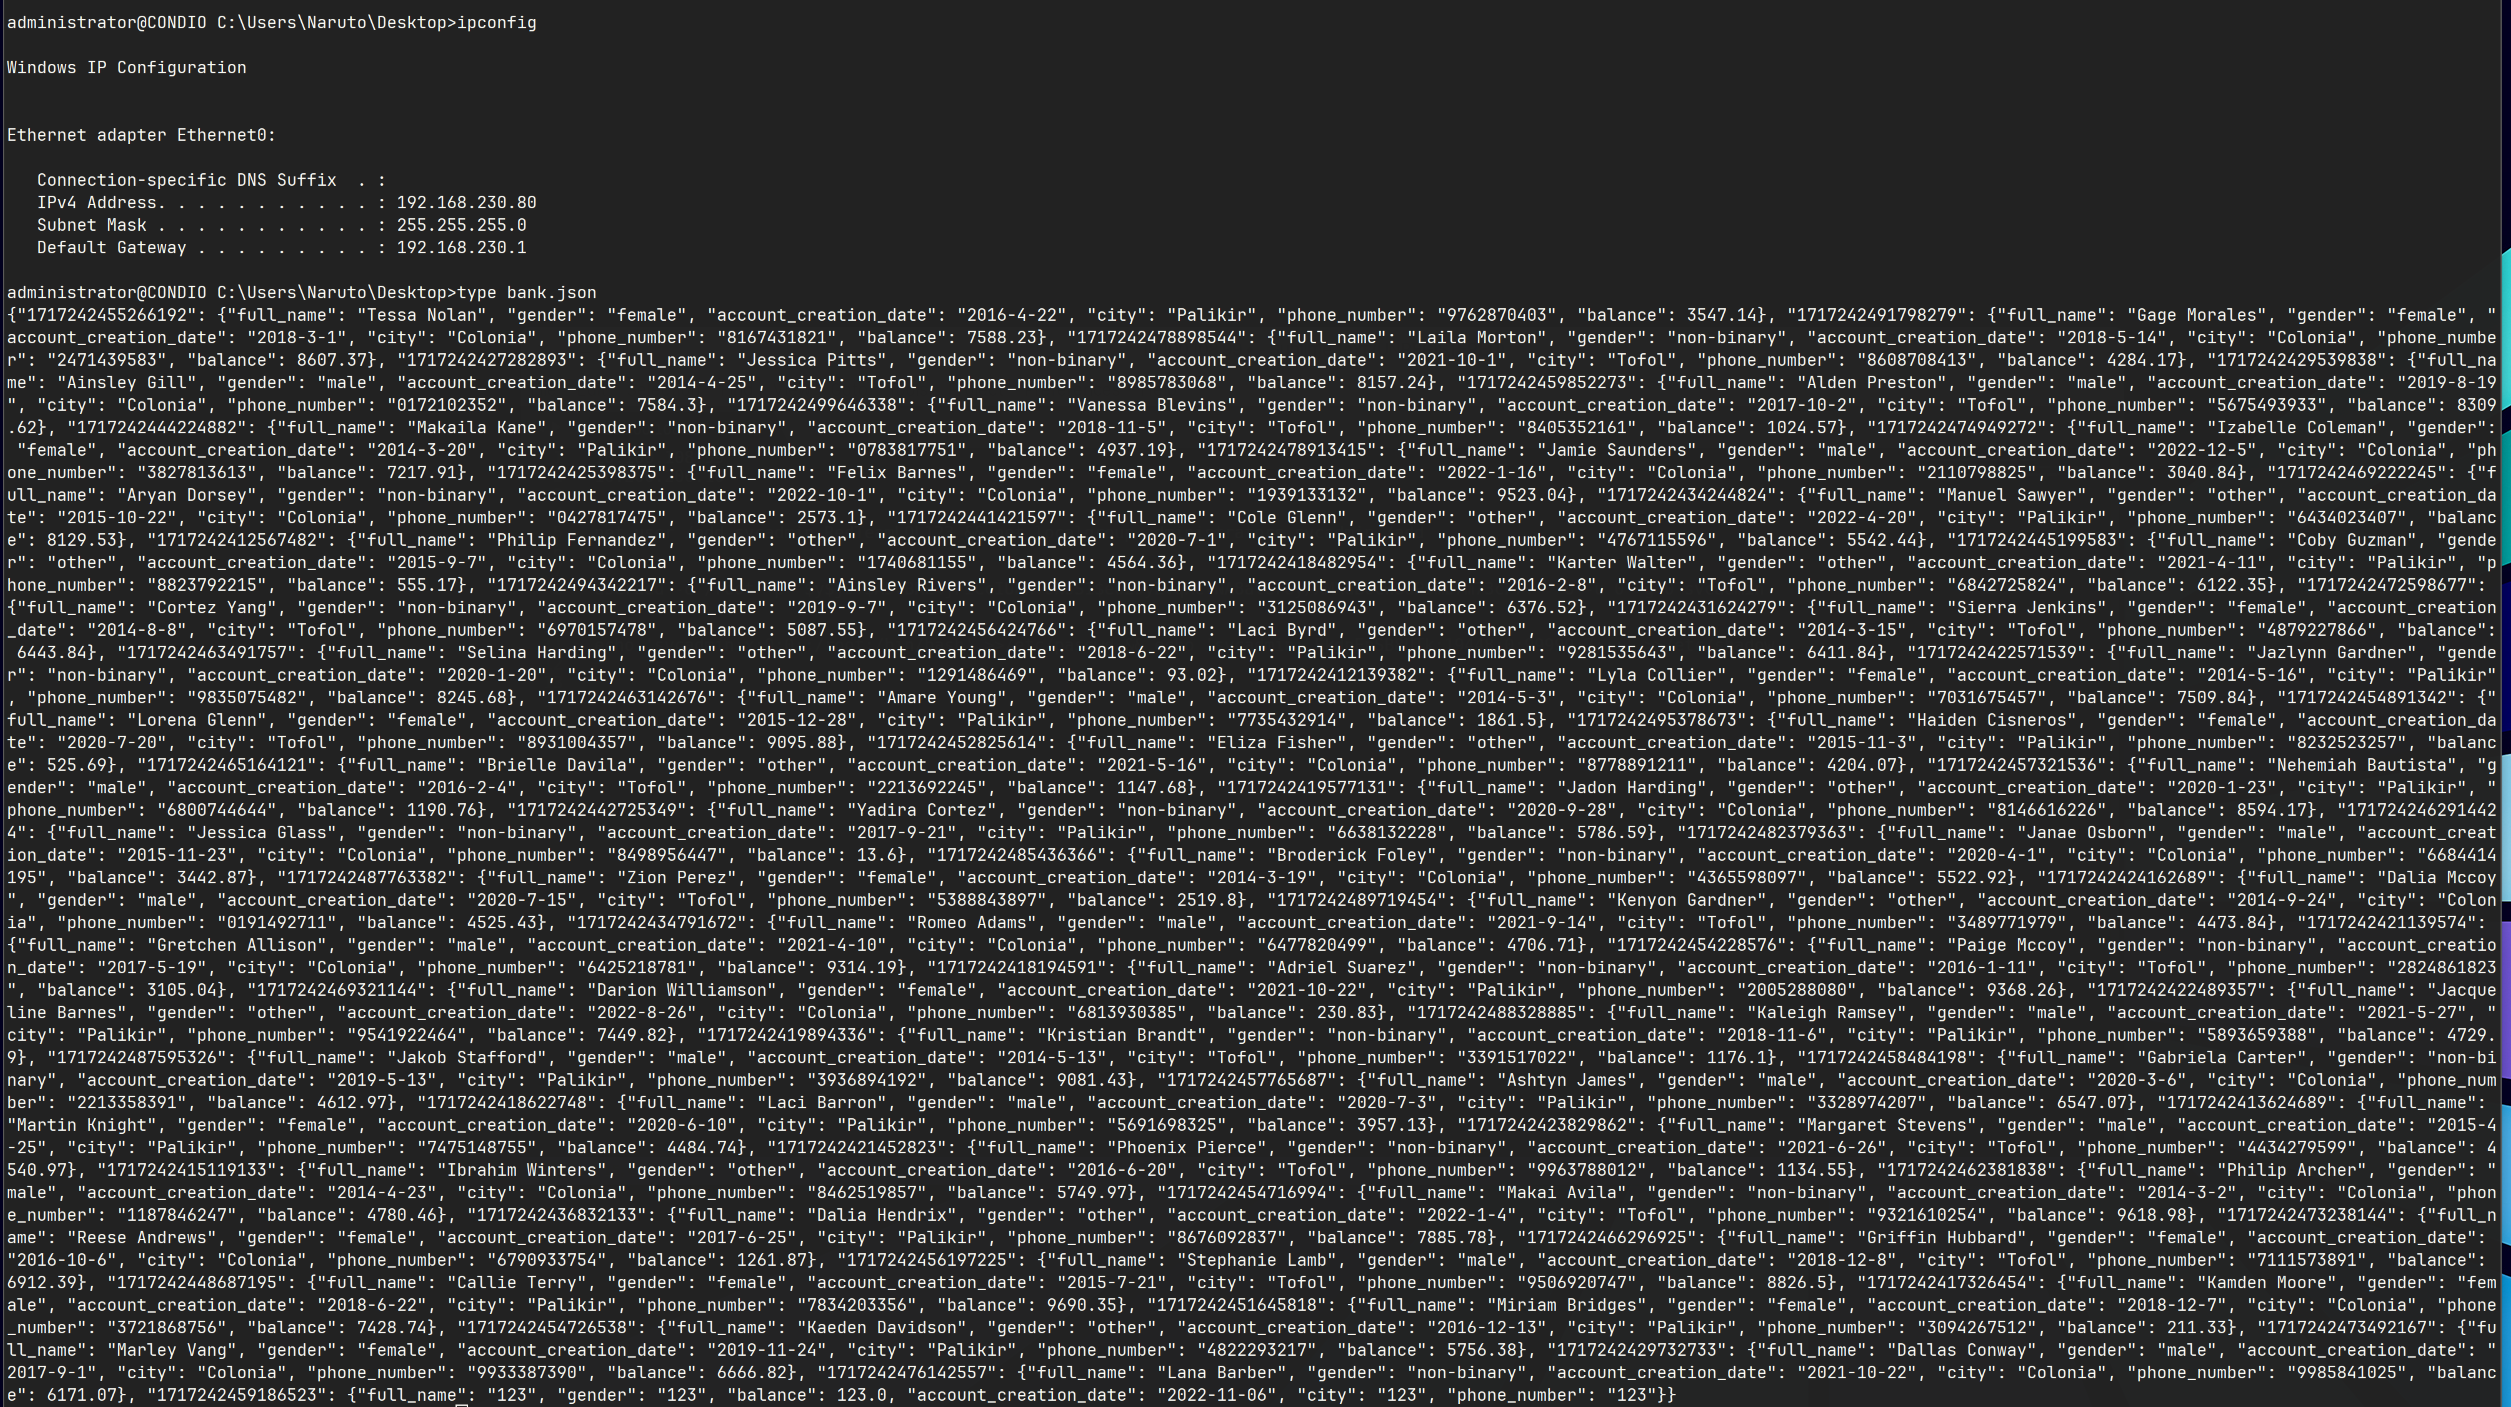 administrator@CONDIO C:\Users\Naruto\Desktop>ipconfig
Windows IP Configuration
Ethernet adapter Ethernet0:
   Connection-specific DNS Suffix  . :
   IPv4 Address. . . . . . . . . . . : 192.168.230.80
   Subnet Mask . . . . . . . . . . . : 255.255.255.0
   Default Gateway . . . . . . . . . : 192.168.230.1
administrator@CONDIO C:\Users\Naruto\Desktop>type bank.json
{"1717242455266192": {"full_name": "Tessa Nolan", "gender": "female", "account_creation_date": "2016-4-22", "city": "Palikir", "phone_number": "9762870403", "balance": 3547.14}, "1717242491798279": {"full_name": "Gage Morales", "gender": "female", "
account_creation_date": "2018-3-1", "city": "Colonia", "phone_number": "8167431821", "balance": 7588.23}, "1717242478898544": {"full_name": "Laila Morton", "gender": "non-binary", "account_creation_date": "2018-5-14", "city": "Colonia", "phone_numbe
r": "2471439583", "balance": 8607.37}, "1717242427282893": {"full_name": "Jessica Pitts", "gender": "non-binary", "account_creation_date": "2021-10-1", "city": "Tofol", "phone_number": "8608708413", "balance": 4284.17}, "1717242429539838": {"full_na
me": "Ainsley Gill", "gender": "male", "account_creation_date": "2014-4-25", "city": "Tofol", "phone_number": "8985783068", "balance": 8157.24}, "1717242459852273": {"full_name": "Alden Preston", "gender": "male", "account_creation_date": "2019-8-19
", "city": "Colonia", "phone_number": "0172102352", "balance": 7584.3}, "1717242499646338": {"full_name": "Vanessa Blevins", "gender": "non-binary", "account_creation_date": "2017-10-2", "city": "Tofol", "phone_number": "5675493933", "balance": 8309
.62}, "1717242444224882": {"full_name": "Makaila Kane", "gender": "non-binary", "account_creation_date": "2018-11-5", "city": "Tofol", "phone_number": "8405352161", "balance": 1024.57}, "1717242474949272": {"full_name": "Izabelle Coleman", "gender":
 "female", "account_creation_date": "2014-3-20", "city": "Palikir", "phone_number": "0783817751", "balance": 4937.19}, "1717242478913415": {"full_name": "Jamie Saunders", "gender": "male", "account_creation_date": "2022-12-5", "city": "Colonia", "ph
one_number": "3827813613", "balance": 7217.91}, "1717242425398375": {"full_name": "Felix Barnes", "gender": "female", "account_creation_date": "2022-1-16", "city": "Colonia", "phone_number": "2110798825", "balance": 3040.84}, "1717242469222245": {"f
ull_name": "Aryan Dorsey", "gender": "non-binary", "account_creation_date": "2022-10-1", "city": "Colonia", "phone_number": "1939133132", "balance": 9523.04}, "1717242434244824": {"full_name": "Manuel Sawyer", "gender": "other", "account_creation_da
te": "2015-10-22", "city": "Colonia", "phone_number": "0427817475", "balance": 2573.1}, "1717242441421597": {"full_name": "Cole Glenn", "gender": "other", "account_creation_date": "2022-4-20", "city": "Palikir", "phone_number": "6434023407", "balanc
e": 8129.53}, "1717242412567482": {"full_name": "Philip Fernandez", "gender": "other", "account_creation_date": "2020-7-1", "city": "Palikir", "phone_number": "4767115596", "balance": 5542.44}, "1717242445199583": {"full_name": "Coby Guzman", "gende
r": "other", "account_creation_date": "2015-9-7", "city": "Colonia", "phone_number": "1740681155", "balance": 4564.36}, "1717242418482954": {"full_name": "Karter Walter", "gender": "other", "account_creation_date": "2021-4-11", "city": "Palikir", "p
hone_number": "8823792215", "balance": 555.17}, "1717242494342217": {"full_name": "Ainsley Rivers", "gender": "non-binary", "account_creation_date": "2016-2-8", "city": "Tofol", "phone_number": "6842725824", "balance": 6122.35}, "1717242472598677":
{"full_name": "Cortez Yang", "gender": "non-binary", "account_creation_date": "2019-9-7", "city": "Colonia", "phone_number": "3125086943", "balance": 6376.52}, "1717242431624279": {"full_name": "Sierra Jenkins", "gender": "female", "account_creation
_date": "2014-8-8", "city": "Tofol", "phone_number": "6970157478", "balance": 5087.55}, "1717242456424766": {"full_name": "Laci Byrd", "gender": "other", "account_creation_date": "2014-3-15", "city": "Tofol", "phone_number": "4879227866", "balance":
 6443.84}, "1717242463491757": {"full_name": "Selina Harding", "gender": "other", "account_creation_date": "2018-6-22", "city": "Palikir", "phone_number": "9281535643", "balance": 6411.84}, "1717242422571539": {"full_name": "Jazlynn Gardner", "gende
r": "non-binary", "account_creation_date": "2020-1-20", "city": "Colonia", "phone_number": "1291486469", "balance": 93.02}, "1717242412139382": {"full_name": "Lyla Collier", "gender": "female", "account_creation_date": "2014-5-16", "city": "Palikir"
, "phone_number": "9835075482", "balance": 8245.68}, "1717242463142676": {"full_name": "Amare Young", "gender": "male", "account_creation_date": "2014-5-3", "city": "Colonia", "phone_number": "7031675457", "balance": 7509.84}, "1717242454891342": {"
full_name": "Lorena Glenn", "gender": "female", "account_creation_date": "2015-12-28", "city": "Palikir", "phone_number": "7735432914", "balance": 1861.5}, "1717242495378673": {"full_name": "Haiden Cisneros", "gender": "female", "account_creation_da
te": "2020-7-20", "city": "Tofol", "phone_number": "8931004357", "balance": 9095.88}, "1717242452825614": {"full_name": "Eliza Fisher", "gender": "other", "account_creation_date": "2015-11-3", "city": "Palikir", "phone_number": "8232523257", "balanc
e": 525.69}, "1717242465164121": {"full_name": "Brielle Davila", "gender": "other", "account_creation_date": "2021-5-16", "city": "Colonia", "phone_number": "8778891211", "balance": 4204.07}, "1717242457321536": {"full_name": "Nehemiah Bautista", "g
ender": "male", "account_creation_date": "2016-2-4", "city": "Tofol", "phone_number": "2213692245", "balance": 1147.68}, "1717242419577131": {"full_name": "Jadon Harding", "gender": "other", "account_creation_date": "2020-1-23", "city": "Palikir", "
phone_number": "6800744644", "balance": 1190.76}, "1717242442725349": {"full_name": "Yadira Cortez", "gender": "non-binary", "account_creation_date": "2020-9-28", "city": "Colonia", "phone_number": "8146616226", "balance": 8594.17}, "171724246291442
4": {"full_name": "Jessica Glass", "gender": "non-binary", "account_creation_date": "2017-9-21", "city": "Palikir", "phone_number": "6638132228", "balance": 5786.59}, "1717242482379363": {"full_name": "Janae Osborn", "gender": "male", "account_creat
ion_date": "2015-11-23", "city": "Colonia", "phone_number": "8498956447", "balance": 13.6}, "1717242485436366": {"full_name": "Broderick Foley", "gender": "non-binary", "account_creation_date": "2020-4-1", "city": "Colonia", "phone_number": "6684414
195", "balance": 3442.87}, "1717242487763382": {"full_name": "Zion Perez", "gender": "female", "account_creation_date": "2014-3-19", "city": "Colonia", "phone_number": "4365598097", "balance": 5522.92}, "1717242424162689": {"full_name": "Dalia Mccoy
", "gender": "male", "account_creation_date": "2020-7-15", "city": "Tofol", "phone_number": "5388843897", "balance": 2519.8}, "1717242489719454": {"full_name": "Kenyon Gardner", "gender": "other", "account_creation_date": "2014-9-24", "city": "Colon
ia", "phone_number": "0191492711", "balance": 4525.43}, "1717242434791672": {"full_name": "Romeo Adams", "gender": "male", "account_creation_date": "2021-9-14", "city": "Tofol", "phone_number": "3489771979", "balance": 4473.84}, "1717242421139574":
{"full_name": "Gretchen Allison", "gender": "male", "account_creation_date": "2021-4-10", "city": "Colonia", "phone_number": "6477820499", "balance": 4706.71}, "1717242454228576": {"full_name": "Paige Mccoy", "gender": "non-binary", "account_creatio
n_date": "2017-5-19", "city": "Colonia", "phone_number": "6425218781", "balance": 9314.19}, "1717242418194591": {"full_name": "Adriel Suarez", "gender": "non-binary", "account_creation_date": "2016-1-11", "city": "Tofol", "phone_number": "2824861823
", "balance": 3105.04}, "1717242469321144": {"full_name": "Darion Williamson", "gender": "female", "account_creation_date": "2021-10-22", "city": "Palikir", "phone_number": "2005288080", "balance": 9368.26}, "1717242422489357": {"full_name": "Jacque
line Barnes", "gender": "other", "account_creation_date": "2022-8-26", "city": "Colonia", "phone_number": "6813930385", "balance": 230.83}, "1717242488328885": {"full_name": "Kaleigh Ramsey", "gender": "male", "account_creation_date": "2021-5-27", "
city": "Palikir", "phone_number": "9541922464", "balance": 7449.82}, "1717242419894336": {"full_name": "Kristian Brandt", "gender": "non-binary", "account_creation_date": "2018-11-6", "city": "Palikir", "phone_number": "5893659388", "balance": 4729.
9}, "1717242487595326": {"full_name": "Jakob Stafford", "gender": "male", "account_creation_date": "2014-5-13", "city": "Tofol", "phone_number": "3391517022", "balance": 1176.1}, "1717242458484198": {"full_name": "Gabriela Carter", "gender": "non-bi
nary", "account_creation_date": "2019-5-13", "city": "Palikir", "phone_number": "3936894192", "balance": 9081.43}, "1717242457765687": {"full_name": "Ashtyn James", "gender": "male", "account_creation_date": "2020-3-6", "city": "Colonia", "phone_num
ber": "2213358391", "balance": 4612.97}, "1717242418622748": {"full_name": "Laci Barron", "gender": "male", "account_creation_date": "2020-7-3", "city": "Palikir", "phone_number": "3328974207", "balance": 6547.07}, "1717242413624689": {"full_name":
"Martin Knight", "gender": "female", "account_creation_date": "2020-6-10", "city": "Palikir", "phone_number": "5691698325", "balance": 3957.13}, "1717242423829862": {"full_name": "Margaret Stevens", "gender": "male", "account_creation_date": "2015-4
-25", "city": "Palikir", "phone_number": "7475148755", "balance": 4484.74}, "1717242421452823": {"full_name": "Phoenix Pierce", "gender": "non-binary", "account_creation_date": "2021-6-26", "city": "Tofol", "phone_number": "4434279599", "balance": 4
540.97}, "1717242415119133": {"full_name": "Ibrahim Winters", "gender": "other", "account_creation_date": "2016-6-20", "city": "Tofol", "phone_number": "9963788012", "balance": 1134.55}, "1717242462381838": {"full_name": "Philip Archer", "gender": "
male", "account_creation_date": "2014-4-23", "city": "Colonia", "phone_number": "8462519857", "balance": 5749.97}, "1717242454716994": {"full_name": "Makai Avila", "gender": "non-binary", "account_creation_date": "2014-3-2", "city": "Colonia", "phon
e_number": "1187846247", "balance": 4780.46}, "1717242436832133": {"full_name": "Dalia Hendrix", "gender": "other", "account_creation_date": "2022-1-4", "city": "Tofol", "phone_number": "9321610254", "balance": 9618.98}, "1717242473238144": {"full_n
ame": "Reese Andrews", "gender": "female", "account_creation_date": "2017-6-25", "city": "Palikir", "phone_number": "8676092837", "balance": 7885.78}, "1717242466296925": {"full_name": "Griffin Hubbard", "gender": "female", "account_creation_date":
"2016-10-6", "city": "Colonia", "phone_number": "6790933754", "balance": 1261.87}, "1717242456197225": {"full_name": "Stephanie Lamb", "gender": "male", "account_creation_date": "2018-12-8", "city": "Tofol", "phone_number": "7111573891", "balance":
6912.39}, "1717242448687195": {"full_name": "Callie Terry", "gender": "female", "account_creation_date": "2015-7-21", "city": "Tofol", "phone_number": "9506920747", "balance": 8826.5}, "1717242417326454": {"full_name": "Kamden Moore", "gender": "fem
ale", "account_creation_date": "2018-6-22", "city": "Palikir", "phone_number": "7834203356", "balance": 9690.35}, "1717242451645818": {"full_name": "Miriam Bridges", "gender": "female", "account_creation_date": "2018-12-7", "city": "Colonia", "phone
_number": "3721868756", "balance": 7428.74}, "1717242454726538": {"full_name": "Kaeden Davidson", "gender": "other", "account_creation_date": "2016-12-13", "city": "Palikir", "phone_number": "3094267512", "balance": 211.33}, "1717242473492167": {"fu
ll_name": "Marley Vang", "gender": "female", "account_creation_date": "2019-11-24", "city": "Palikir", "phone_number": "4822293217", "balance": 5756.38}, "1717242429732733": {"full_name": "Dallas Conway", "gender": "male", "account_creation_date": "
2017-9-1", "city": "Colonia", "phone_number": "9933387390", "balance": 6666.82}, "1717242476142557": {"full_name": "Lana Barber", "gender": "non-binary", "account_creation_date": "2021-10-22", "city": "Colonia", "phone_number": "9985841025", "balanc
e": 6171.07}, "1717242459186523": {"full_name": "123", "gender": "123", "balance": 123.0, "account_creation_date": "2022-11-06", "city": "123", "phone_number": "123"}}